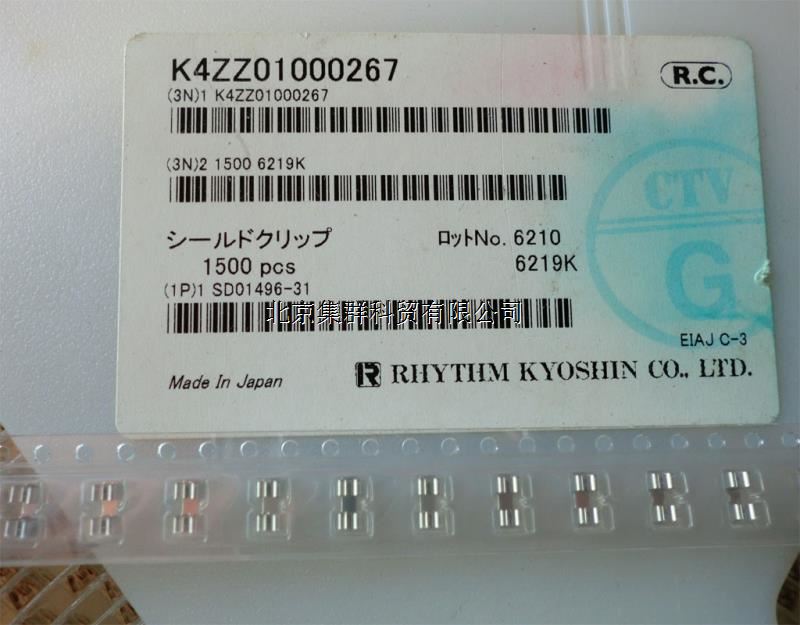 K4ZZ01000267
R.C.
(3N)1 K4ZZ01000267
(3N)2 1500 6219K
CTV
G
シールドクリップ
ロットNo. 6210
1500 pcs
6219K
(1P)1 SD01496-31
北京集群科贸有限公司
EIAJ C-3
Made In Japan
R RHYTHM KYOSHIN CO., LTD.